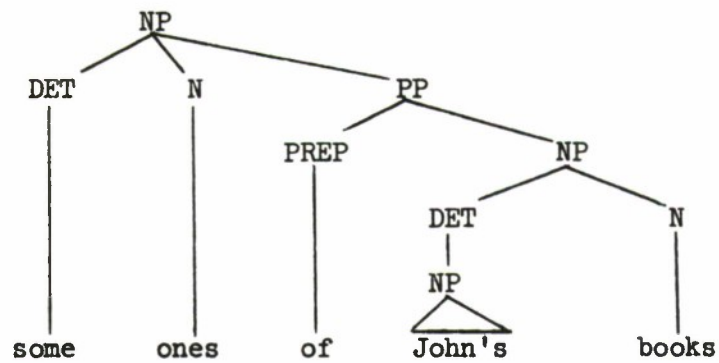 NP
DET N PP
PREP NP
DET N
NP
some ones of John's books